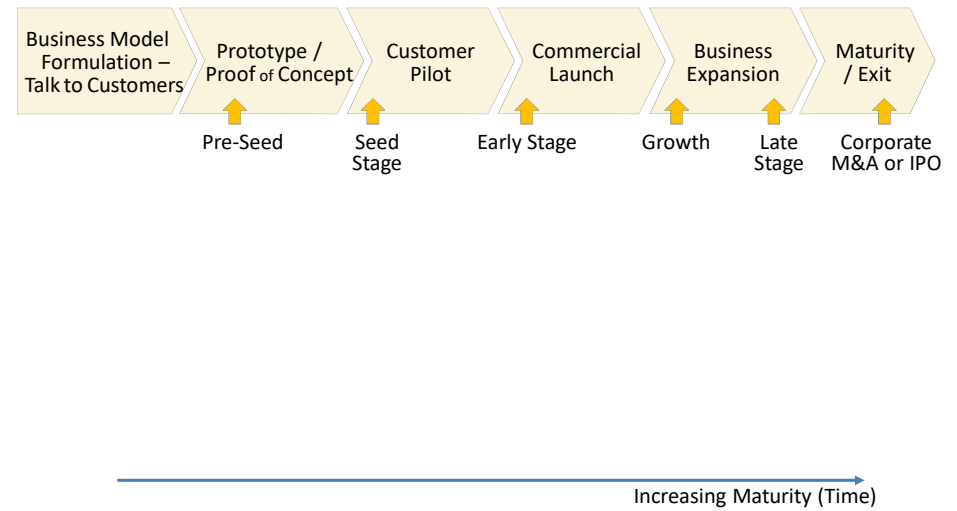 Business Model
Formulation –
Talk to Customers
Prototype /
Proof of Concept
Customer
Pilot
Commercial
Launch
Business
Expansion
Maturity
/ Exit
Pre-Seed
Seed
Stage
Early Stage
Growth
Late
Stage
Corporate
M&A or IPO
Increasing Maturity (Time)